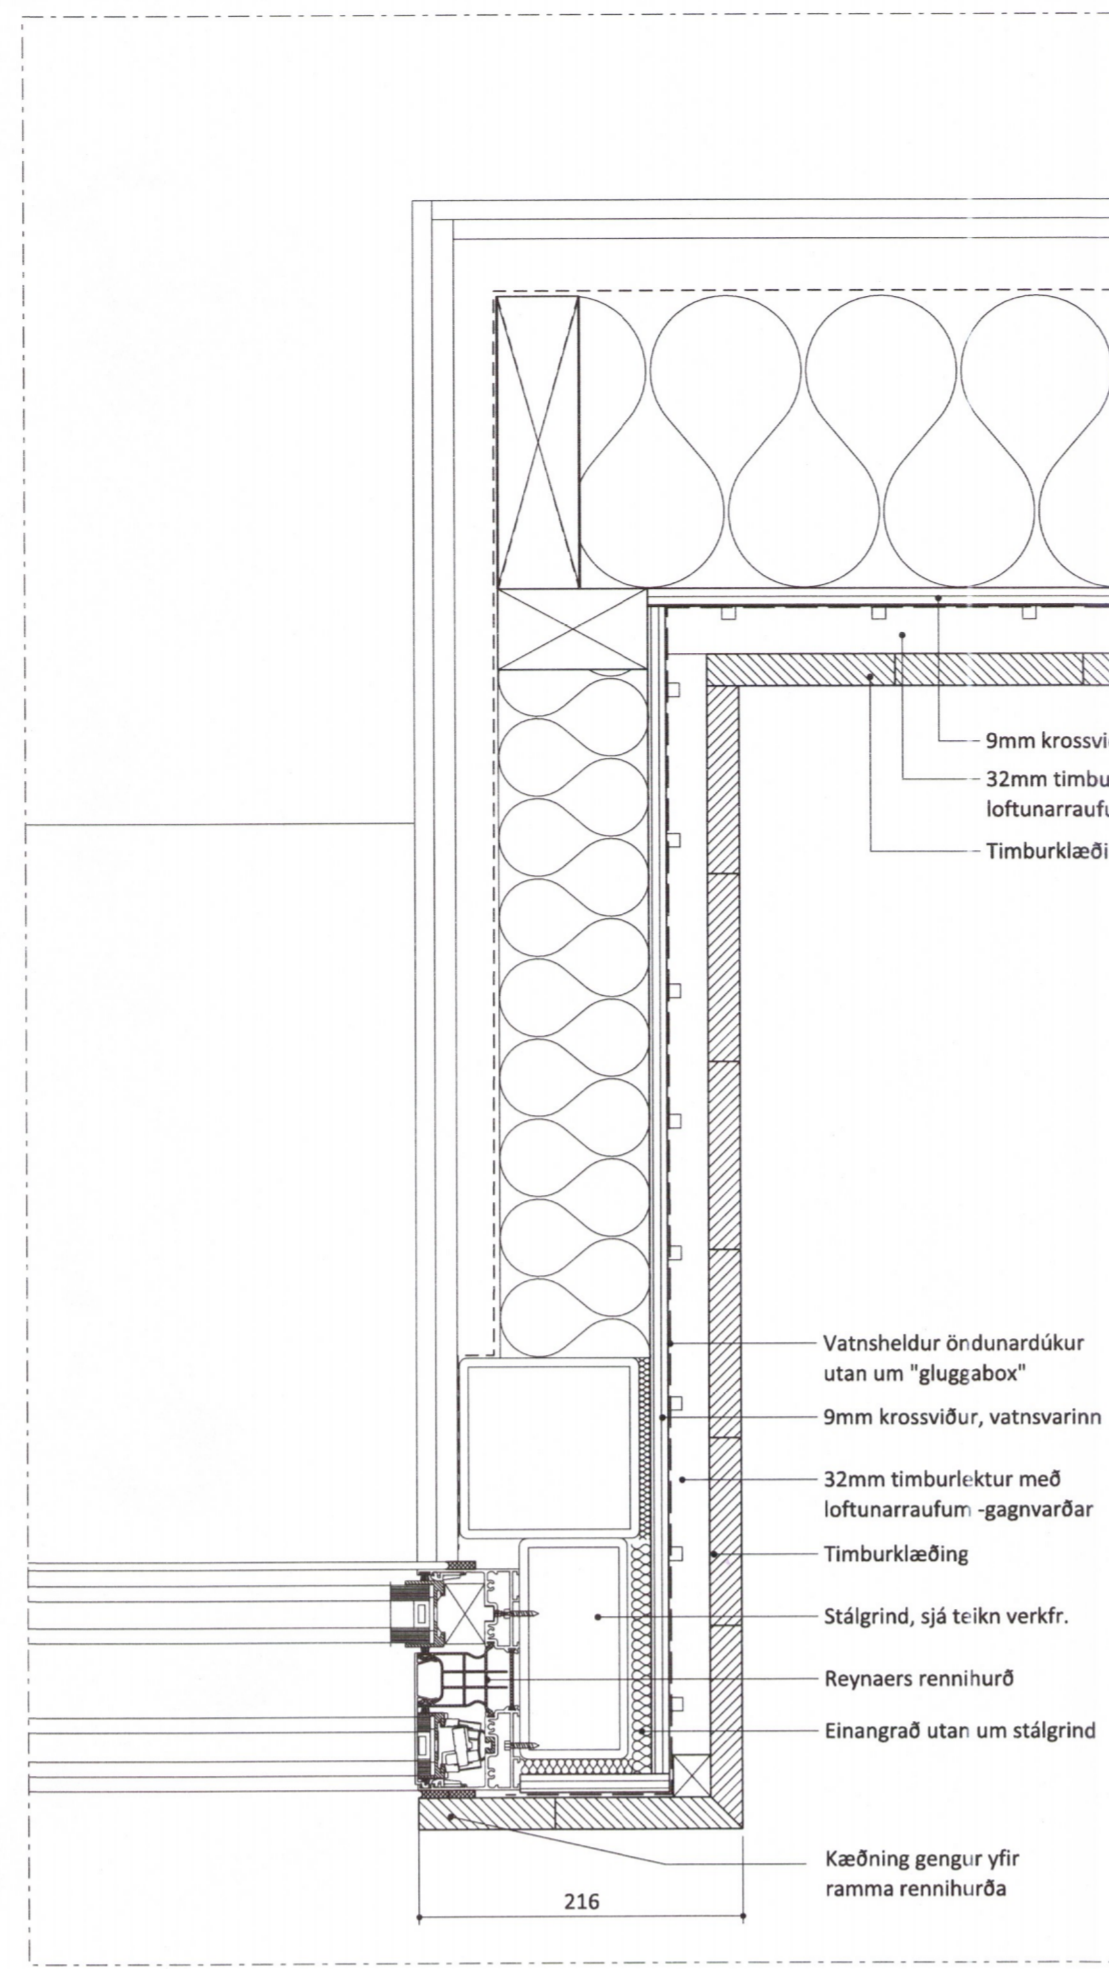 9mm krossvi
32mm timbu
loftunarrauf
Timburklæði
Vatnsheldur öndunardúkur
utan um "gluggabox"
9mm krossviður, vatnsvarinn
32mm timburlektur með
loftunarraufum -gagnvarðar
Timburklæðing
Stálgrind, sjá teikn verkfr.
Reynaers rennihurð
Einangrað utan um stálgrind
Kæðning gengur yfir
ramma rennihurða
216